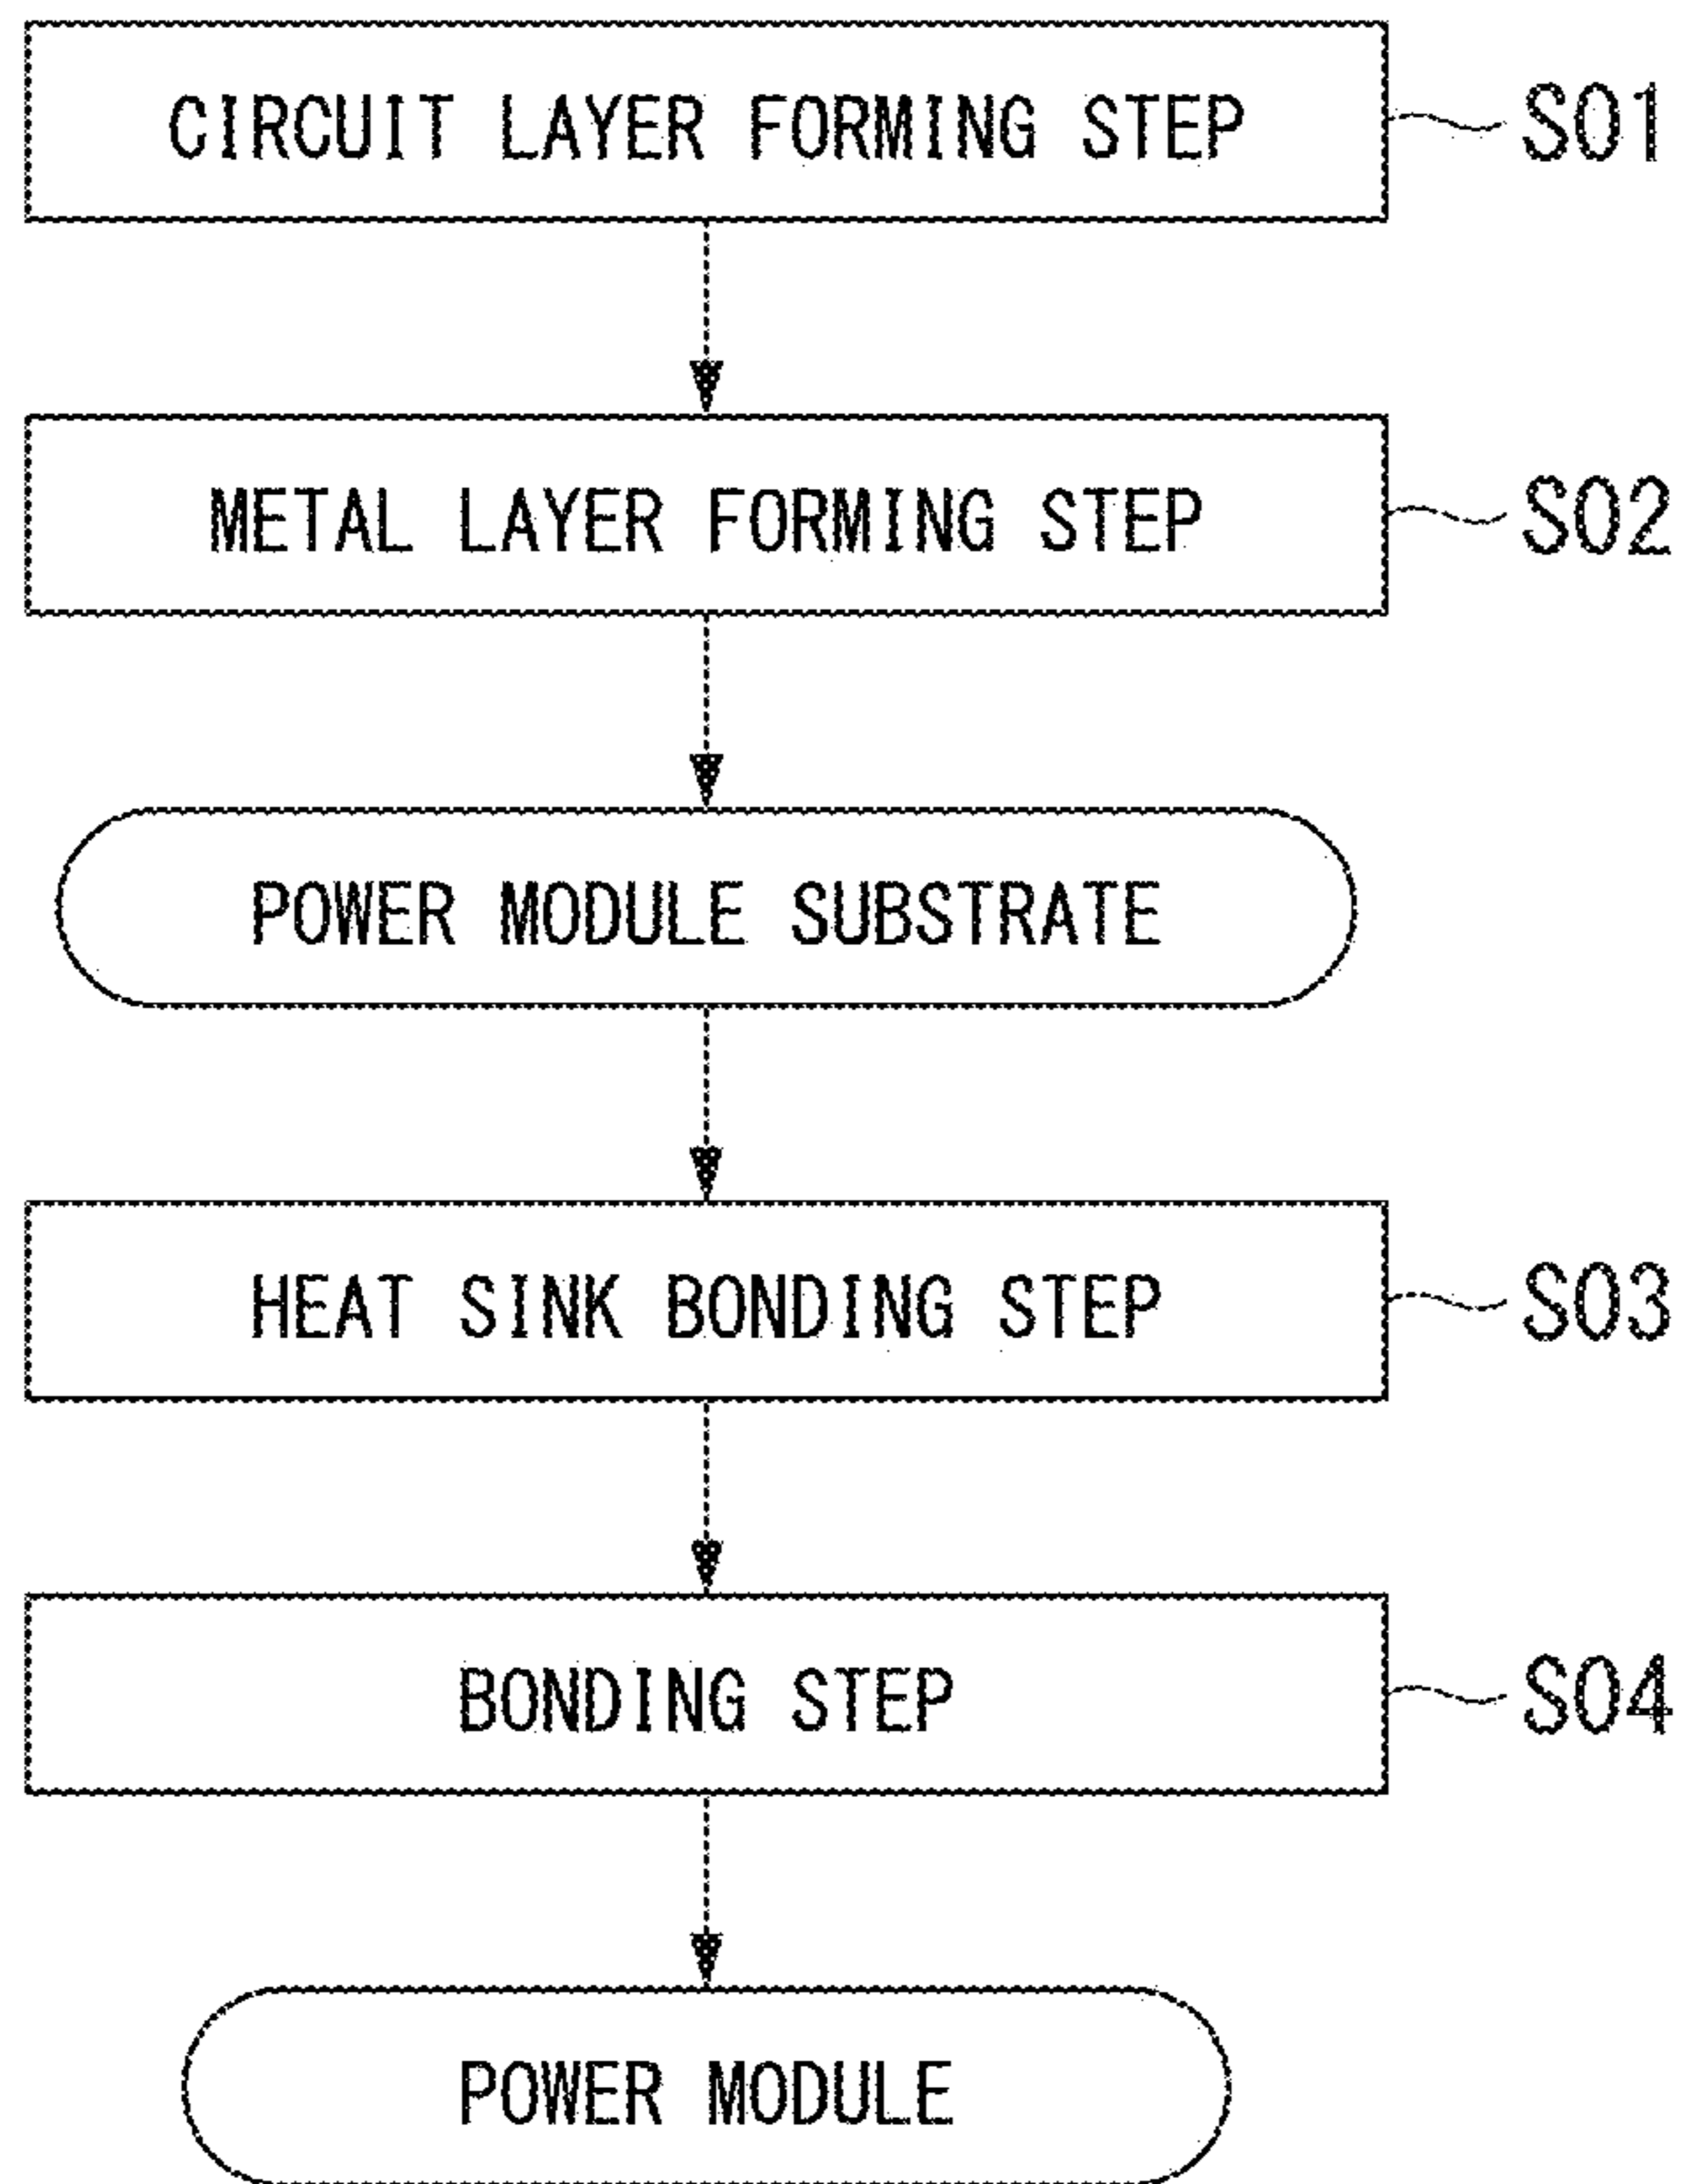 CIRCUIT LAYER FORMING STEP
S01
METAL LAYER FORMING STEP
S02
POWER MODULE SUBSTRATE
HEAT SINK BONDING STEP
S03
BONDING STEP
S04
POWER MODULE